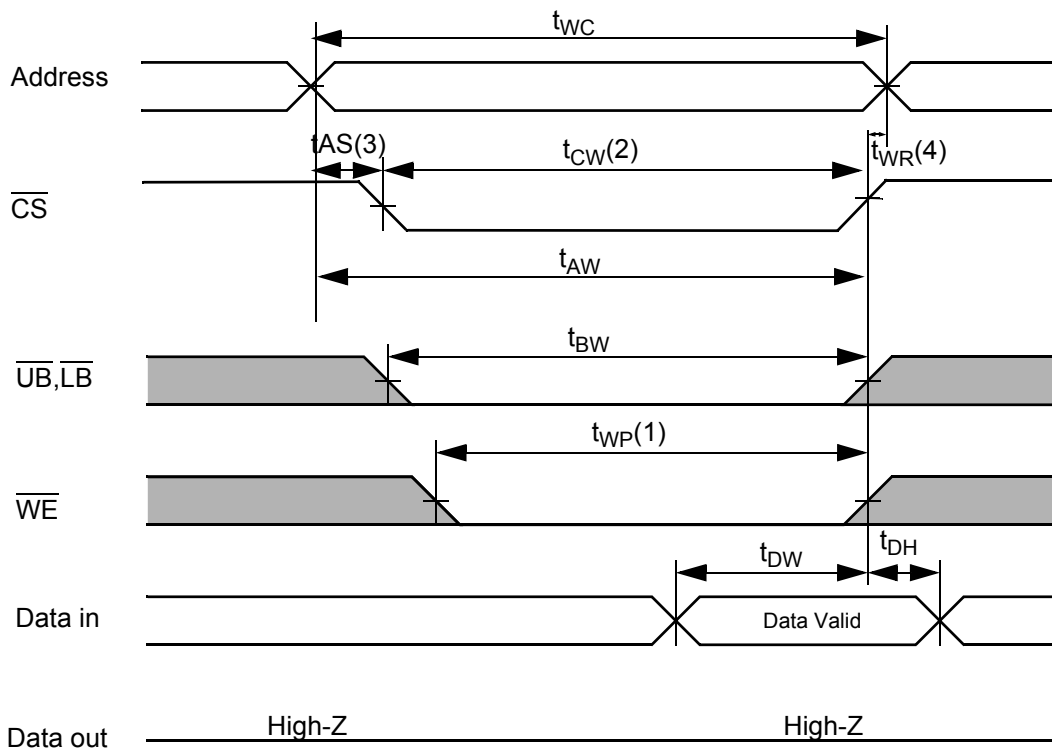 tWC
Address
tAS(3)
tCW(2)
tWR(4)
CS
tAW
tBW
UB,LB
tWP(1)
WE
tDW
tDH
Data in
Data Valid
High-Z
High-Z
Data out